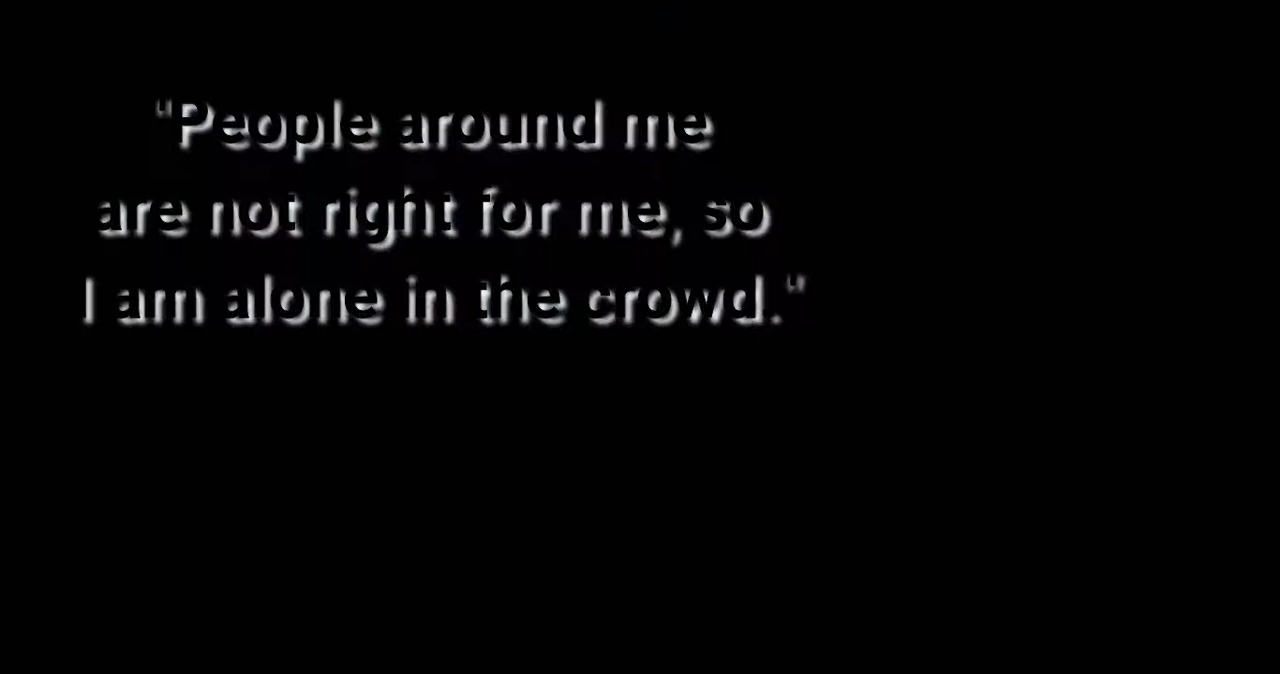 "People around me
are not right for me, so
I am alone in the crowd."